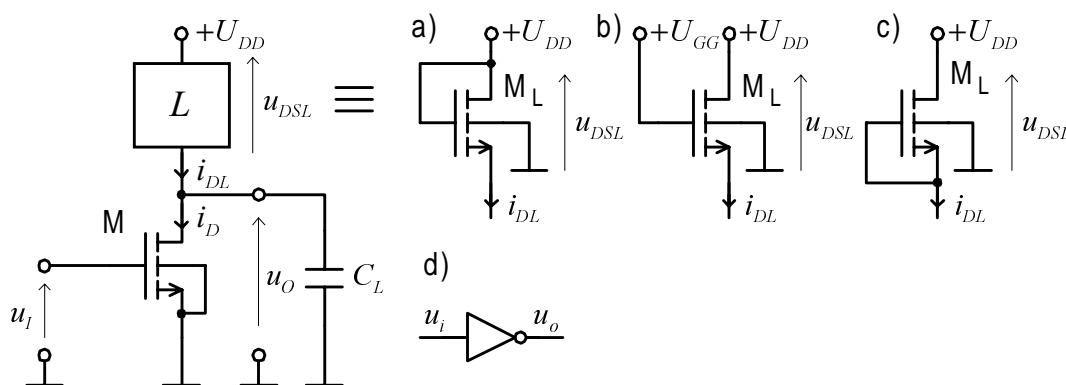 +U_DD
L
u_DSL
i_DL
M
i_D
u_I
u_O
C_L
a)
+U_DD
M_L
u_DSL
i_DL
b)
+U_GG
+U_DD
M_L
u_DSL
i_DL
c)
+U_DD
M_L
u_DSL
i_DL
d)
u_i
u_o